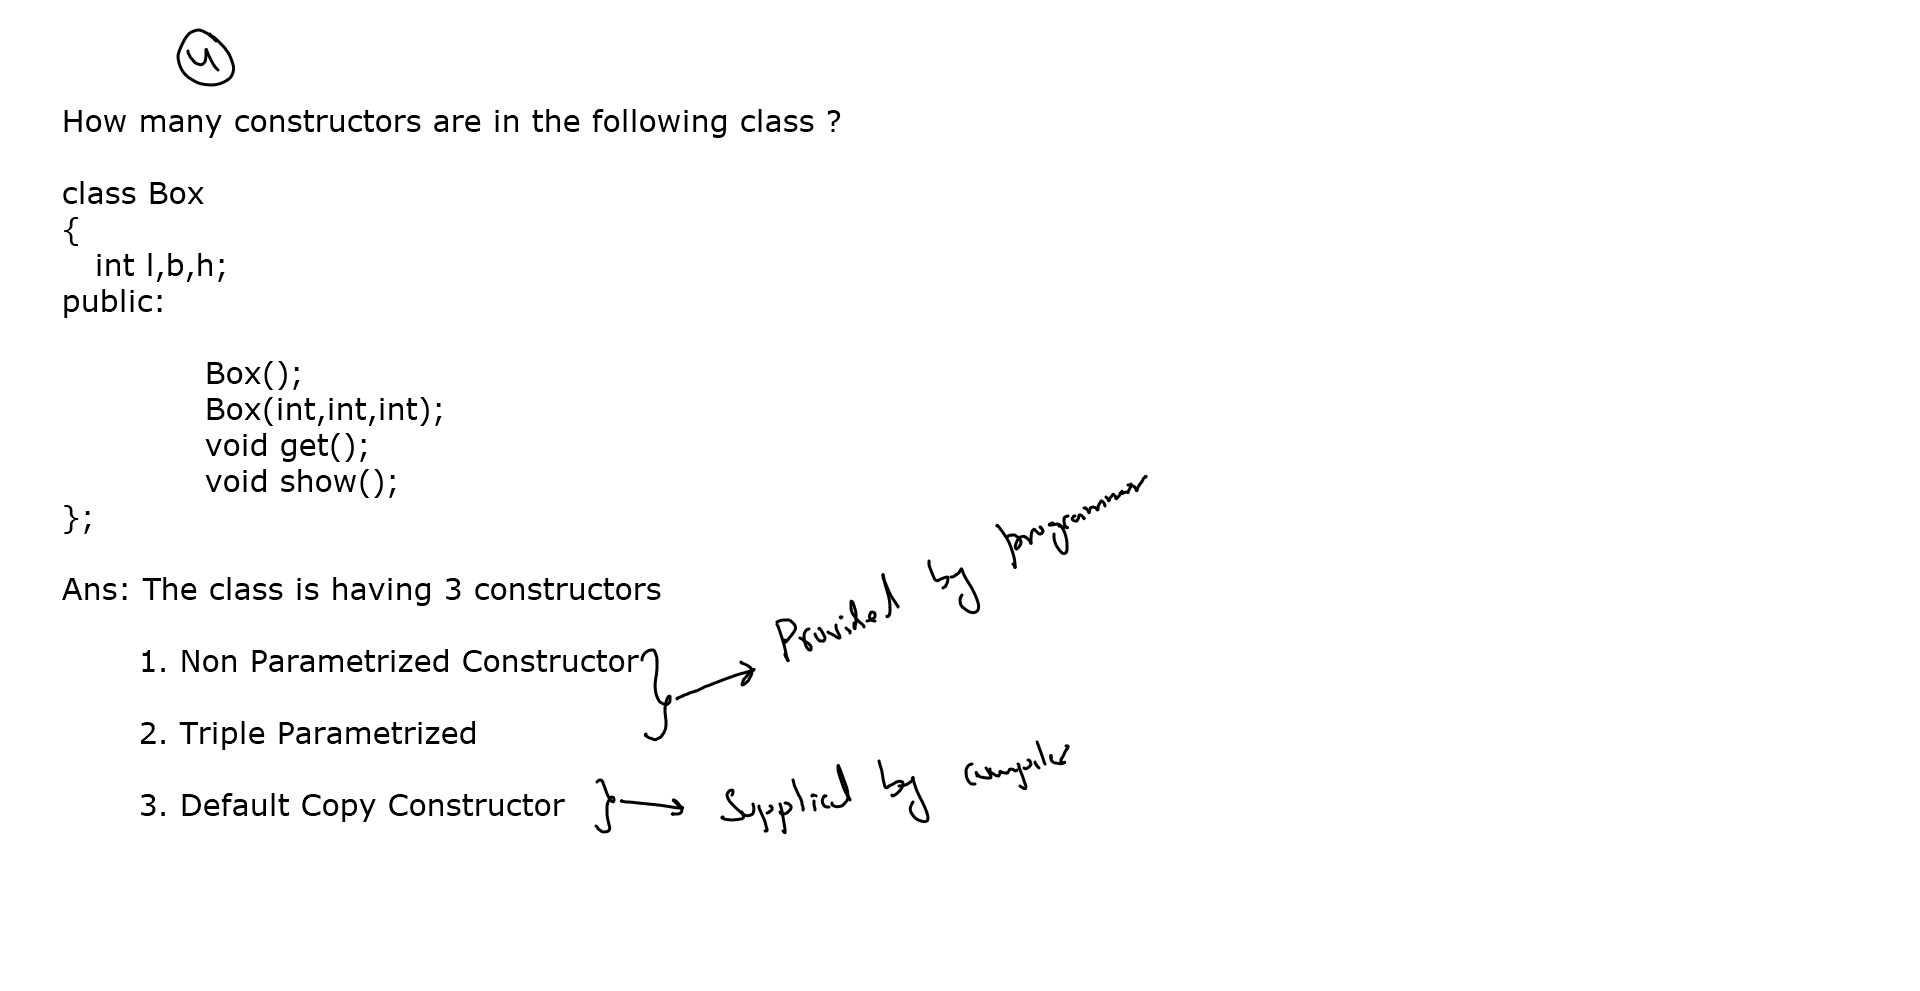 4
How many constructors are in the following class ?
class Box
{
int l,b,h;
public:
Box();
Box(int,int,int);
void get();
void show();
};
Ans: The class is having 3 constructors
1. Non Parametrized Constructor
Provided by programmer
2. Triple Parametrized
3. Default Copy Constructor
Supplied by compiler